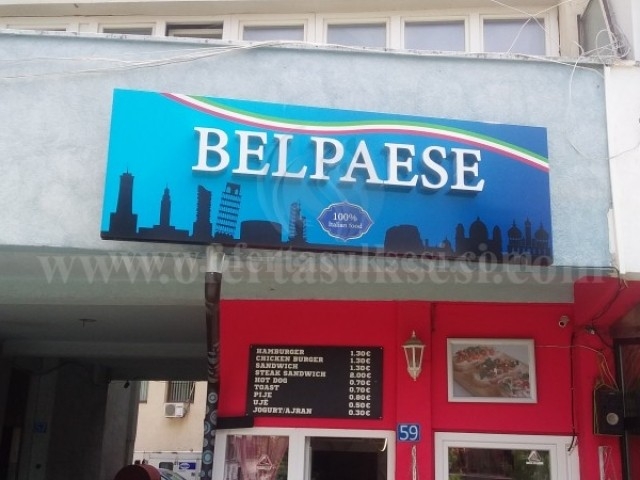 BELPAESE
100%
Italian food
www.ofertasuksesi.com
HAMBURGER 1.30€
CHICKEN BURGER 1.30€
SANDWICH 1.30€
STEAK SANDWICH 2.00€
HOT DOG 0.70€
TOAST 0.70€
PIJE 0.80€
UJË 0.50€
JOGURT/AJRAN 0.30€
59